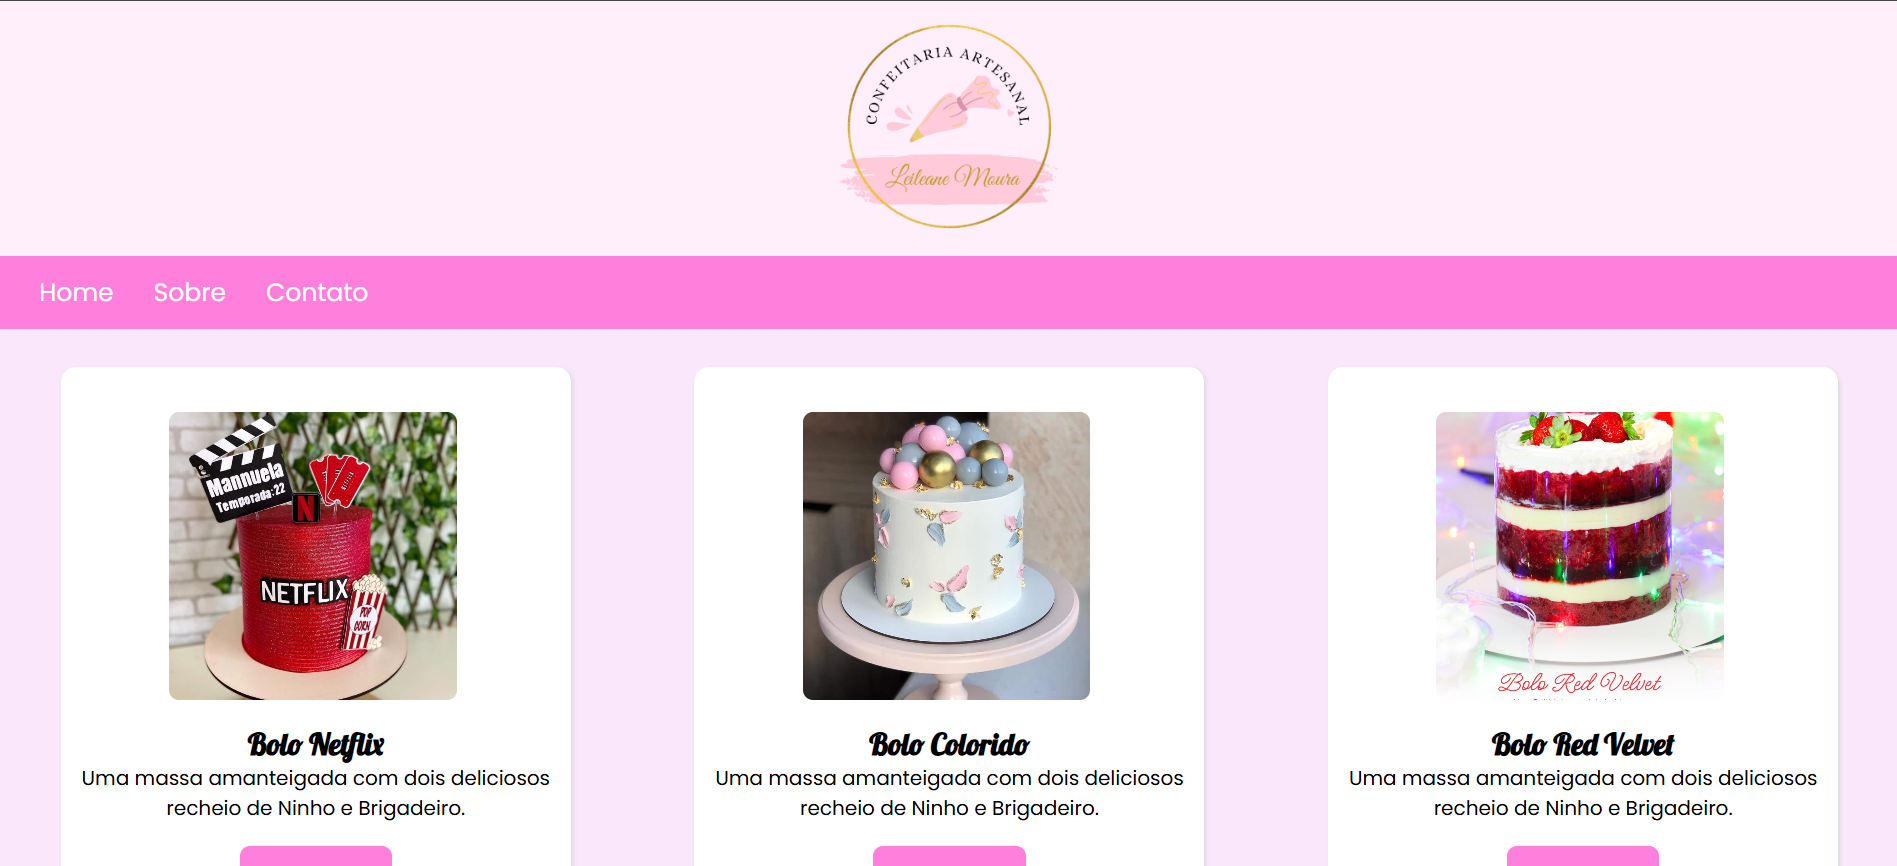 CONFEITARIA ARTESANAL
Leileane Moura
Home Sobre Contato
Mannuela
Temporada:22
N
NETFLIX
POP
CORN
Bolo Red Velvet
Bolo Netflix
Uma massa amanteigada com dois deliciosos
recheio de Ninho e Brigadeiro.
Bolo Colorido
Uma massa amanteigada com dois deliciosos
recheio de Ninho e Brigadeiro.
Bolo Red Velvet
Uma massa amanteigada com dois deliciosos
recheio de Ninho e Brigadeiro.